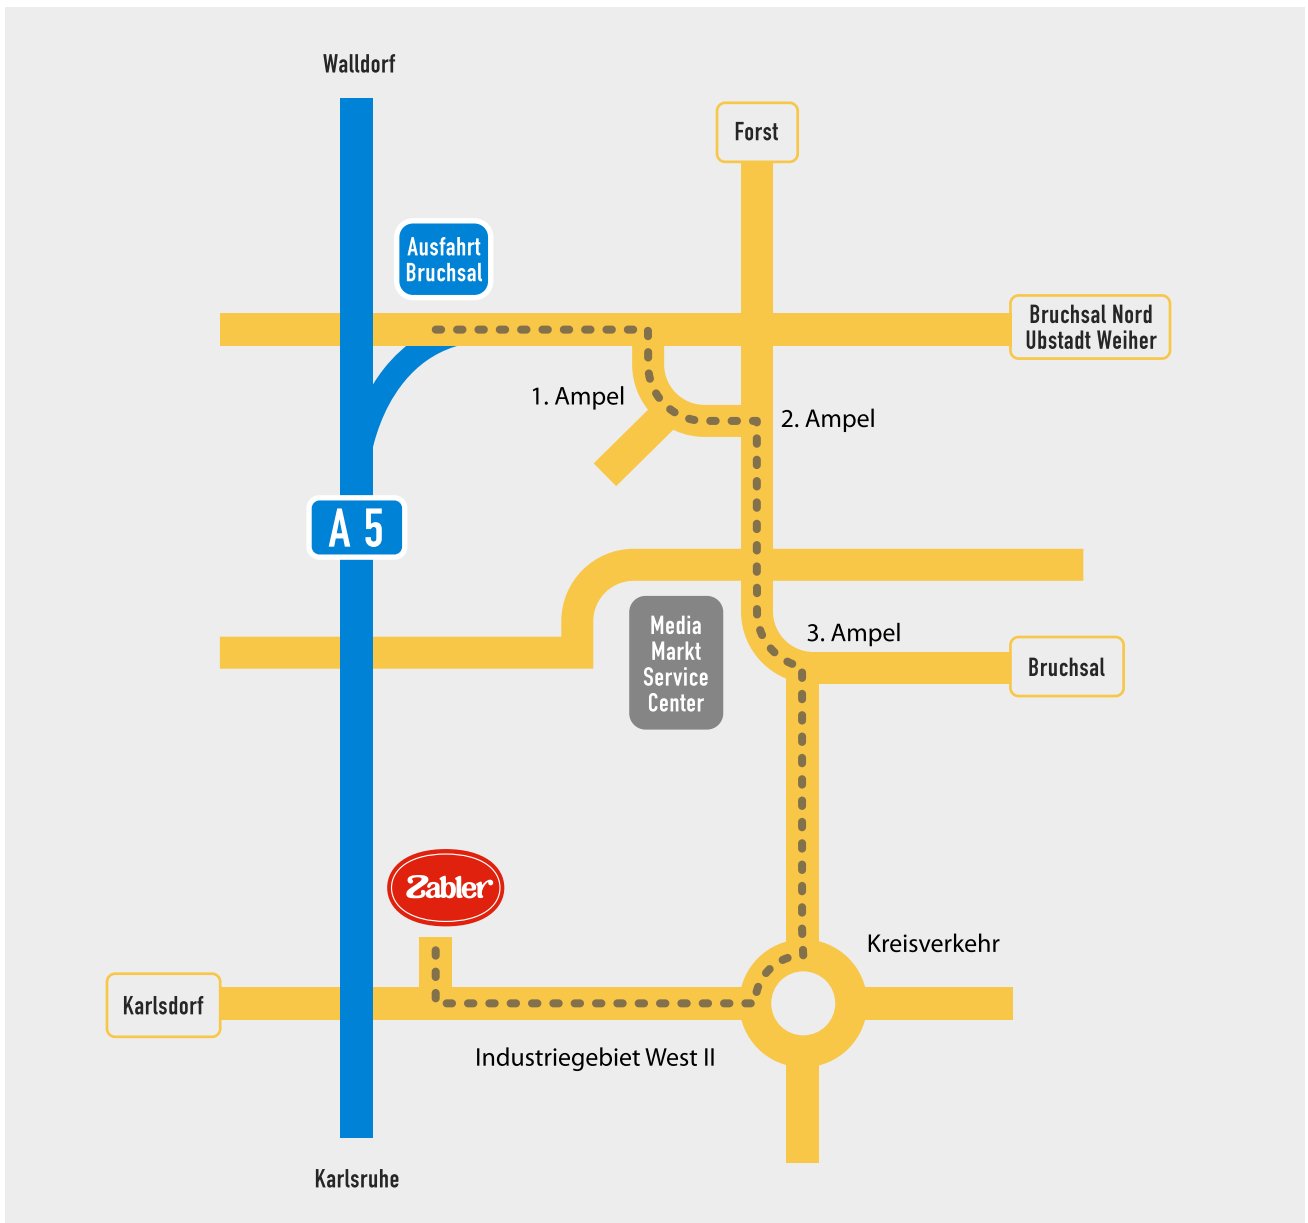 Walldorf
Forst
Ausfahrt
Bruchsal
Bruchsal Nord
Ubstadt Weiher
1. Ampel
2. Ampel
A 5
Media
Markt
Service
Center
3. Ampel
Bruchsal
Zabler
Kreisverkehr
Karlsdorf
Industriegebiet West II
Karlsruhe